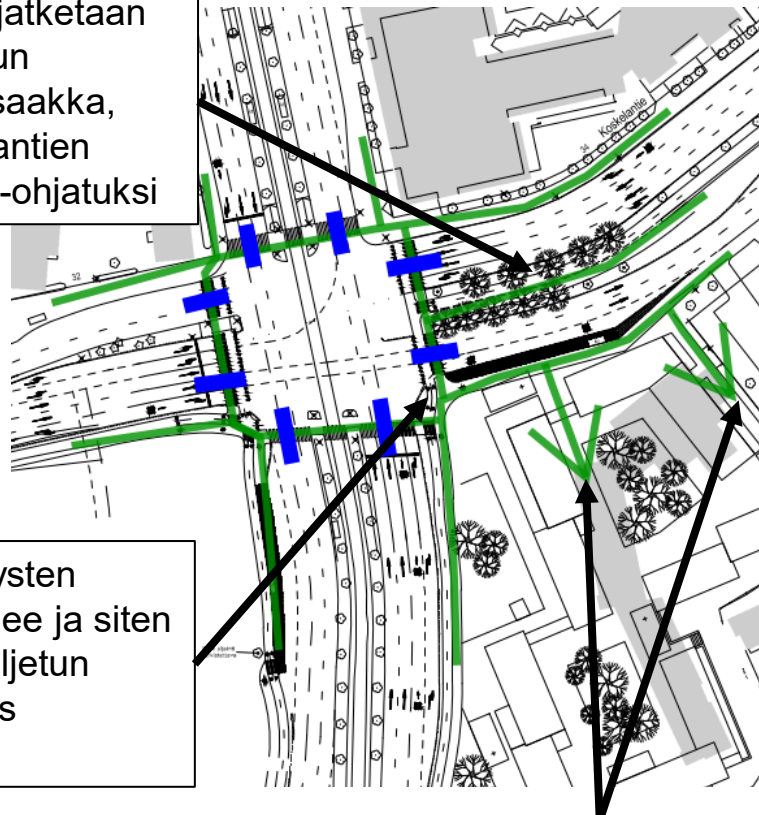 jatketaan
un
saakka,
antien
-ohjatuksi
Koskelantie
34
32
ysten
ee ja siten
ljetun
s